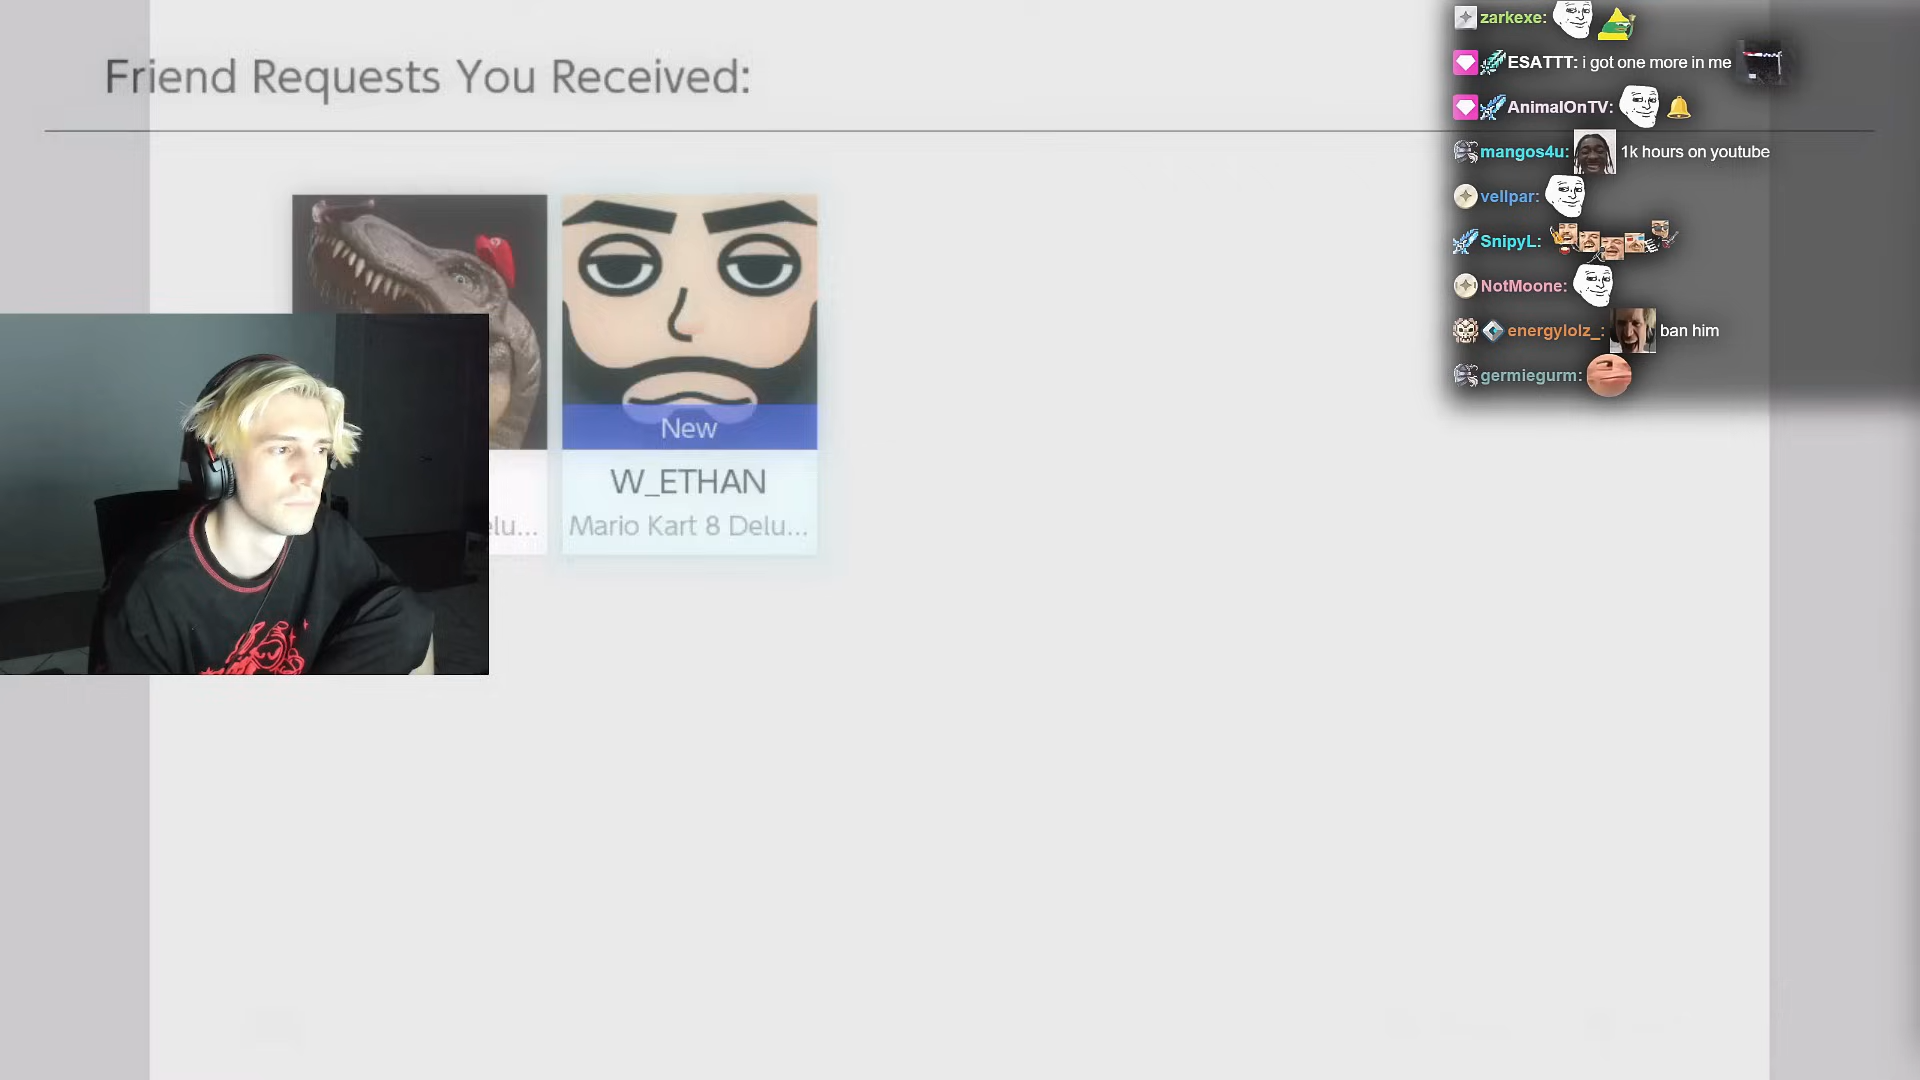 Friend Requests You Received:
New
W_ETHAN
elu...
Mario Kart 8 Delu...
zarkexe:
ESATTT: i got one more in me
AnimalOnTV:
mangos4u: 1k hours on youtube
vellpar:
SnipyL:
NotMoone:
energylolz_: ban him
germiegurm: